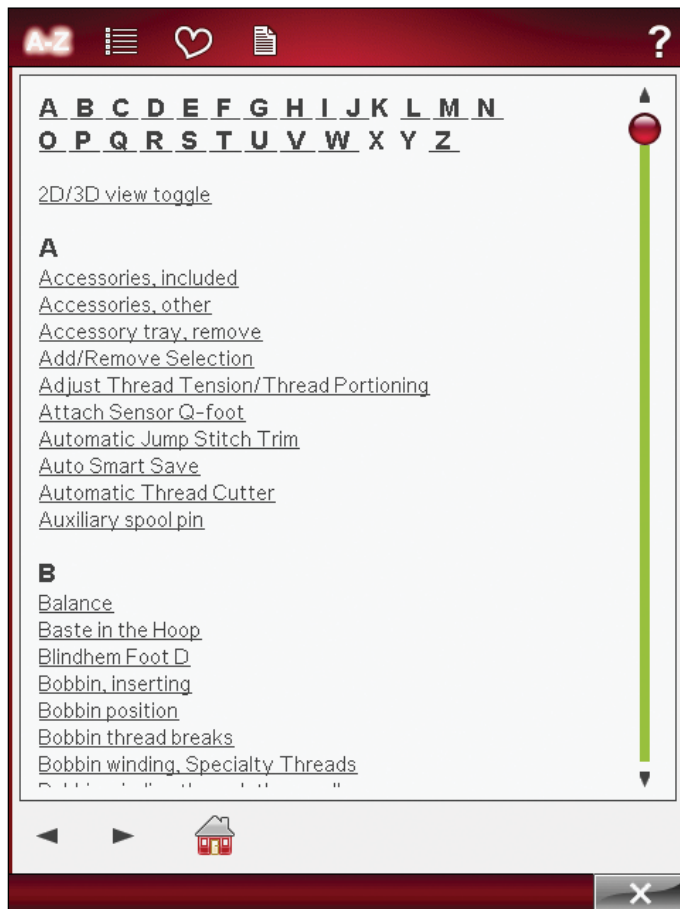 A-Z
?
A B C D E F G H I J K L M N
O P Q R S T U V W X Y Z
2D/3D view toggle
A
Accessories, included
Accessories, other
Accessory tray, remove
Add/Remove Selection
Adjust Thread Tension/Thread Portioning
Attach Sensor Q-foot
Automatic Jump Stitch Trim
Auto Smart Save
Automatic Thread Cutter
Auxiliary spool pin
B
Balance
Baste in the Hoop
Blindhem Foot D
Bobbin, inserting
Bobbin position
Bobbin thread breaks
Bobbin winding, Specialty Threads